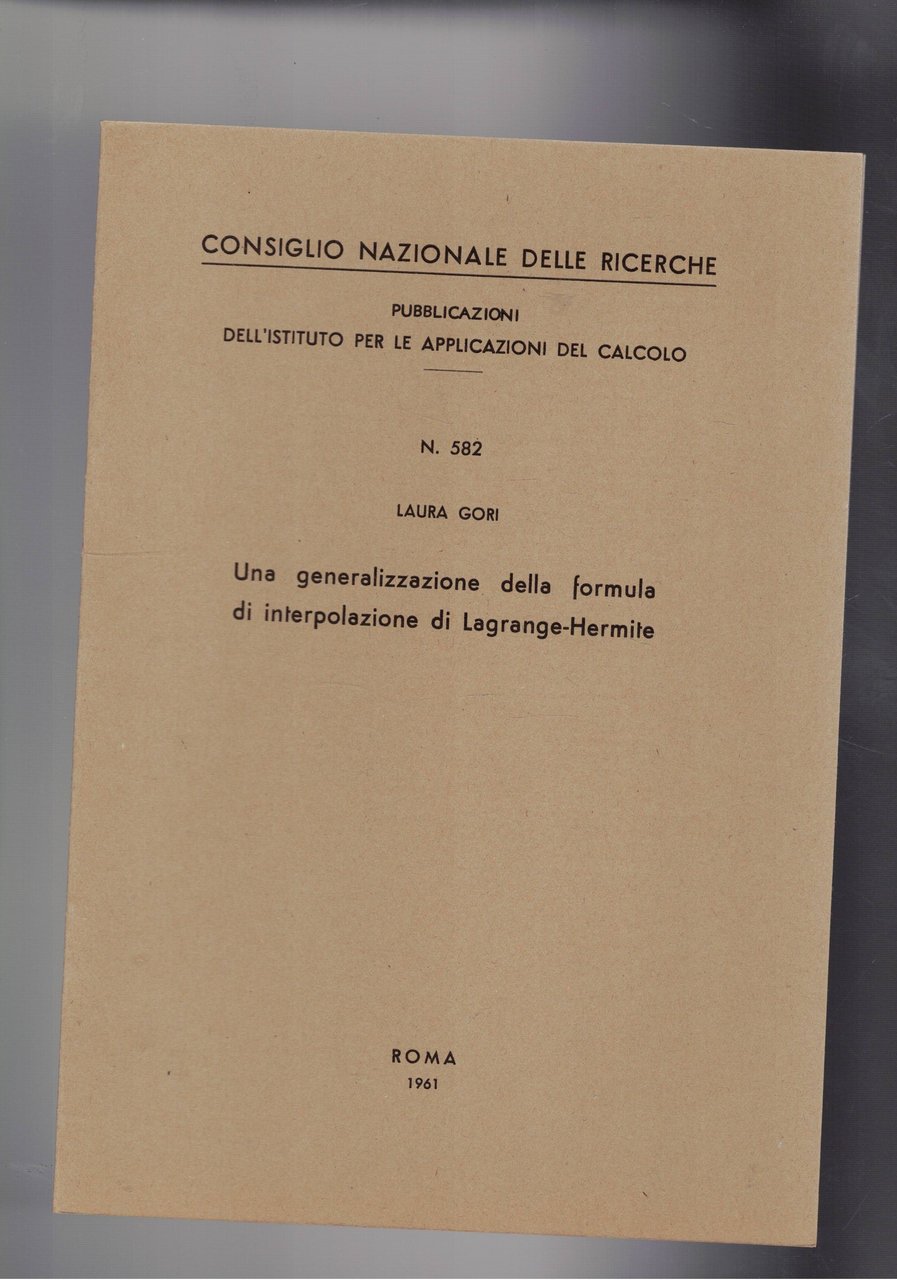 CONSIGLIO NAZIONALE DELLE RICERCHE
PUBBLICAZIONI
DELL'ISTITUTO PER LE APPLICAZIONI DEL CALCOLO
N. 582
LAURA GORI
Una generalizzazione della formula
di interpolazione di Lagrange-Hermite
ROMA
1961